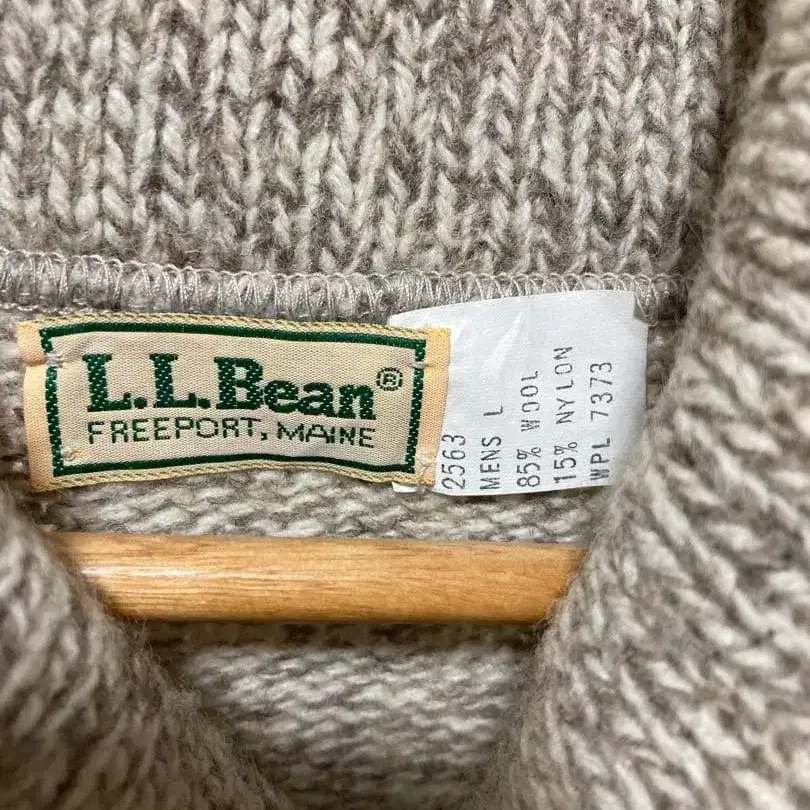 L.L.Bean®
FREEPORT, MAINE
2563
MENS L
85% WOOL
15% NYLON
WPL 7373